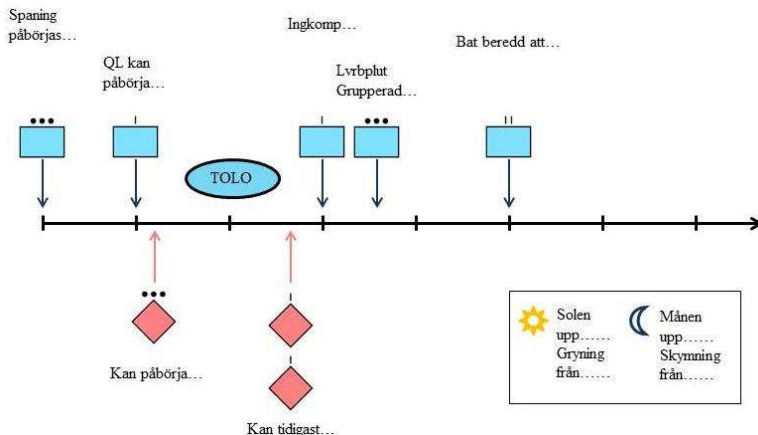 Spaning
påbörjas…
QL kan
påbörja…
Ingkomp…
Lvrbplut
Grupperad…
Bat beredd att…
TOLO
Kan påbörja…
Kan tidigast…
Solen
upp……
Gryning
från……
Månen
upp……
Skymning
från……